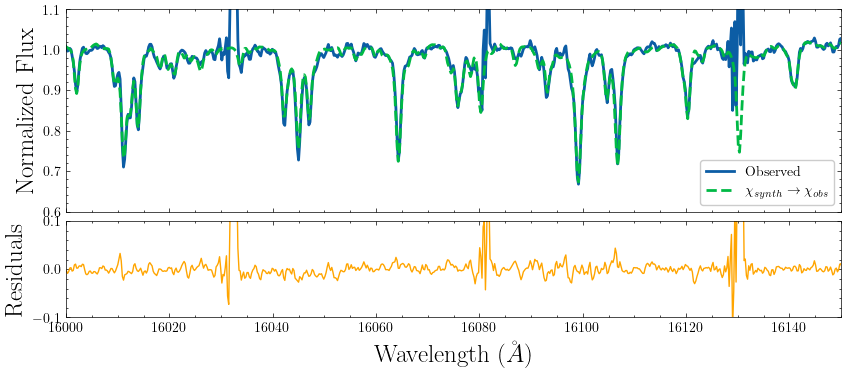 1.1
1.0
0.9
0.8
0.7
0.6
Normalized Flux
Observed
χ_synth → χ_obs
0.1
0.0
−0.1
Residuals
16000 16020 16040 16060 16080 16100 16120 16140
Wavelength (Å)